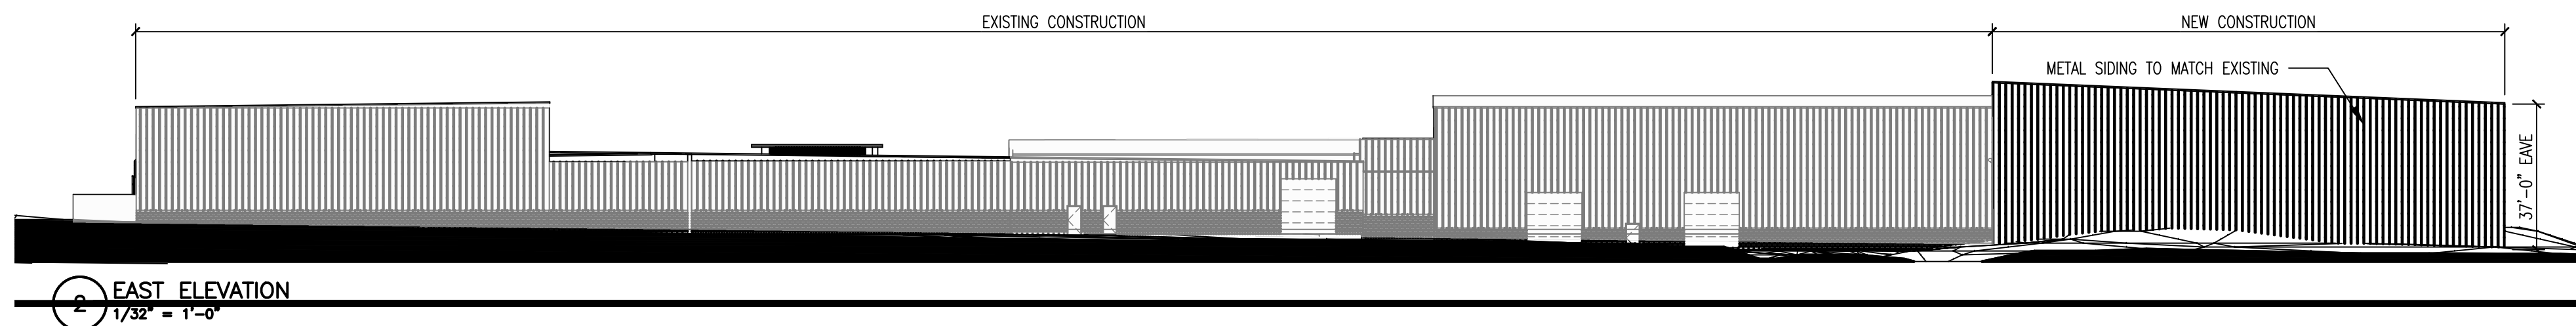 EXISTING CONSTRUCTION
NEW CONSTRUCTION
METAL SIDING TO MATCH EXISTING
37'-0" EAVE
2
EAST ELEVATION
1/32" = 1'-0"